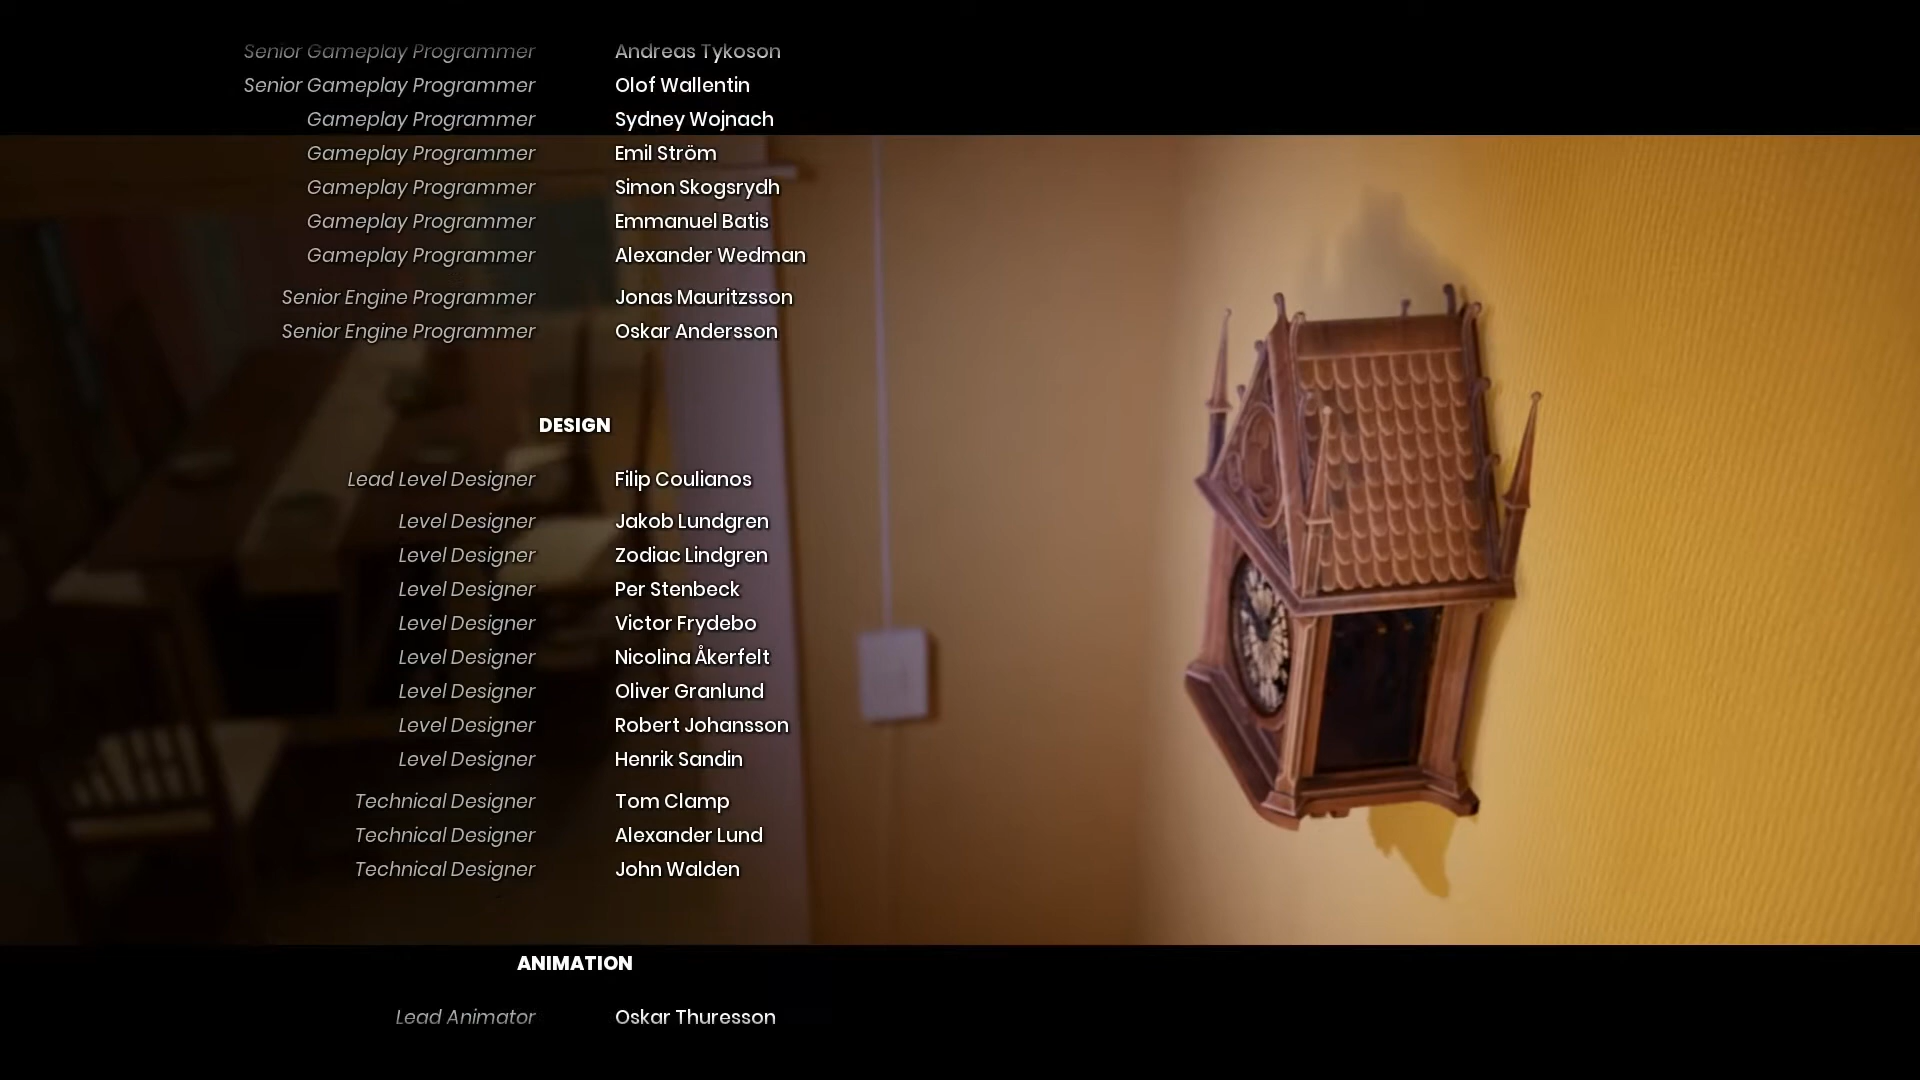 Senior Gameplay Programmer Andreas Tykoson
Senior Gameplay Programmer Olof Wallentin
Gameplay Programmer Sydney Wojnach
Gameplay Programmer Emil Ström
Gameplay Programmer Simon Skogsrydh
Gameplay Programmer Emmanuel Batis
Gameplay Programmer Alexander Wedman
Senior Engine Programmer Jonas Mauritzsson
Senior Engine Programmer Oskar Andersson
DESIGN
Lead Level Designer Filip Coulianos
Level Designer Jakob Lundgren
Level Designer Zodiac Lindgren
Level Designer Per Stenbeck
Level Designer Victor Frydebo
Level Designer Nicolina Åkerfelt
Level Designer Oliver Granlund
Level Designer Robert Johansson
Level Designer Henrik Sandin
Technical Designer Tom Clamp
Technical Designer Alexander Lund
Technical Designer John Walden
ANIMATION
Lead Animator Oskar Thuresson